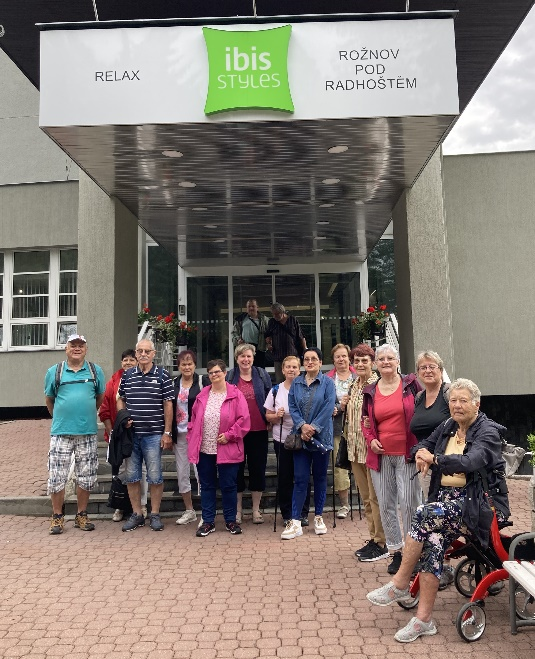 RELAX
ibis
STYLES
ROŽNOV
POD
RADHOŠTĚM